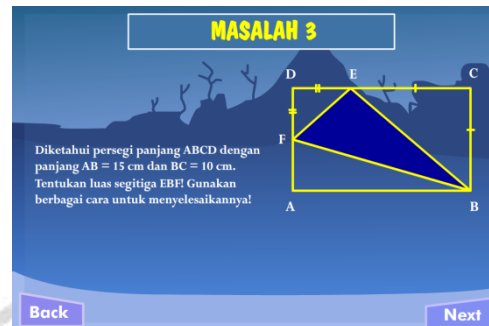 MASALAH 3
D
E
C
F
Diketahui persegi panjang ABCD dengan
panjang AB = 15 cm dan BC = 10 cm.
Tentukan luas segitiga EBF! Gunakan
berbagai cara untuk menyelesaikannya!
A
B
Back
Next